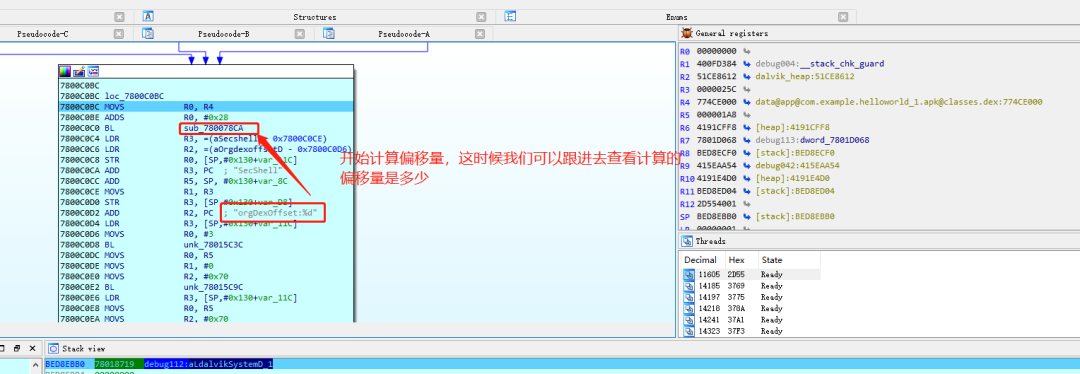 Structures
Enums
Pseudocode-C
Pseudocode-B
Pseudocode-A
General registers
7800C0BC
7800C0BC loc_7800C0BC
7800C0BC MOVS R0, R4
7800C0BE ADDS R0, #0x28
7800C0C0 BL sub_780078CA
7800C0C4 LDR R3, =(aSecshell - 0x7800C0CE)
7800C0C6 LDR R2, =(aOrgdexoffsetD - 0x7800C0D6)
7800C0C8 STR R0, [SP,#0x130+var_11C]
7800C0CA ADD R3, PC ; "SecShell"
7800C0CC ADD R5, SP, #0x130+var_8C
7800C0CE MOVS R1, R3
7800C0D0 STR R3, [SP,#0x130+var_D8]
7800C0D2 ADD R2, PC ; "orgDexOffset:%d"
7800C0D4 LDR R3, [SP,#0x130+var_11C]
7800C0D6 MOVS R0, #3
7800C0D8 BL unk_78015C3C
7800C0DC MOVS R0, R5
7800C0DE MOVS R1, #0
7800C0E0 MOVS R2, #0x70
7800C0E2 BL unk_78015C9C
7800C0E6 LDR R3, [SP,#0x130+var_11C]
7800C0E8 MOVS R0, R5
7800C0EA MOVS R2, #0x70
开始计算偏移量，这时候我们可以跟进去查看计算的
偏移量是多少
R0 00000000
R1 400FD384 debug004:__stack_chk_guard
R2 51CE8612 dalvik_heap:51CE8612
R3 0000025C
R4 774CE000 data@app@com.example.helloworld_1.apk@classes.dex:774CE000
R5 000001A8
R6 4191CFF8 [heap]:4191CFF8
R7 7801D068 debug113:dword_7801D068
R8 BED8ECF0 [stack]:BED8ECF0
R9 415EAA54 debug042:415EAA54
R10 4191E4D0 [heap]:4191E4D0
R11 BED8ED04 [stack]:BED8ED04
R12 2D554001
SP BED8EBB0 [stack]:BED8EBB0
Threads
Decimal Hex State
11605 2D55 Ready
14185 3769 Ready
14197 3775 Ready
14218 378A Ready
14241 37A1 Ready
14323 37F3 Ready
Stack view
BED8EBB0 78018719 debug112:aLdalvikSystemD_1